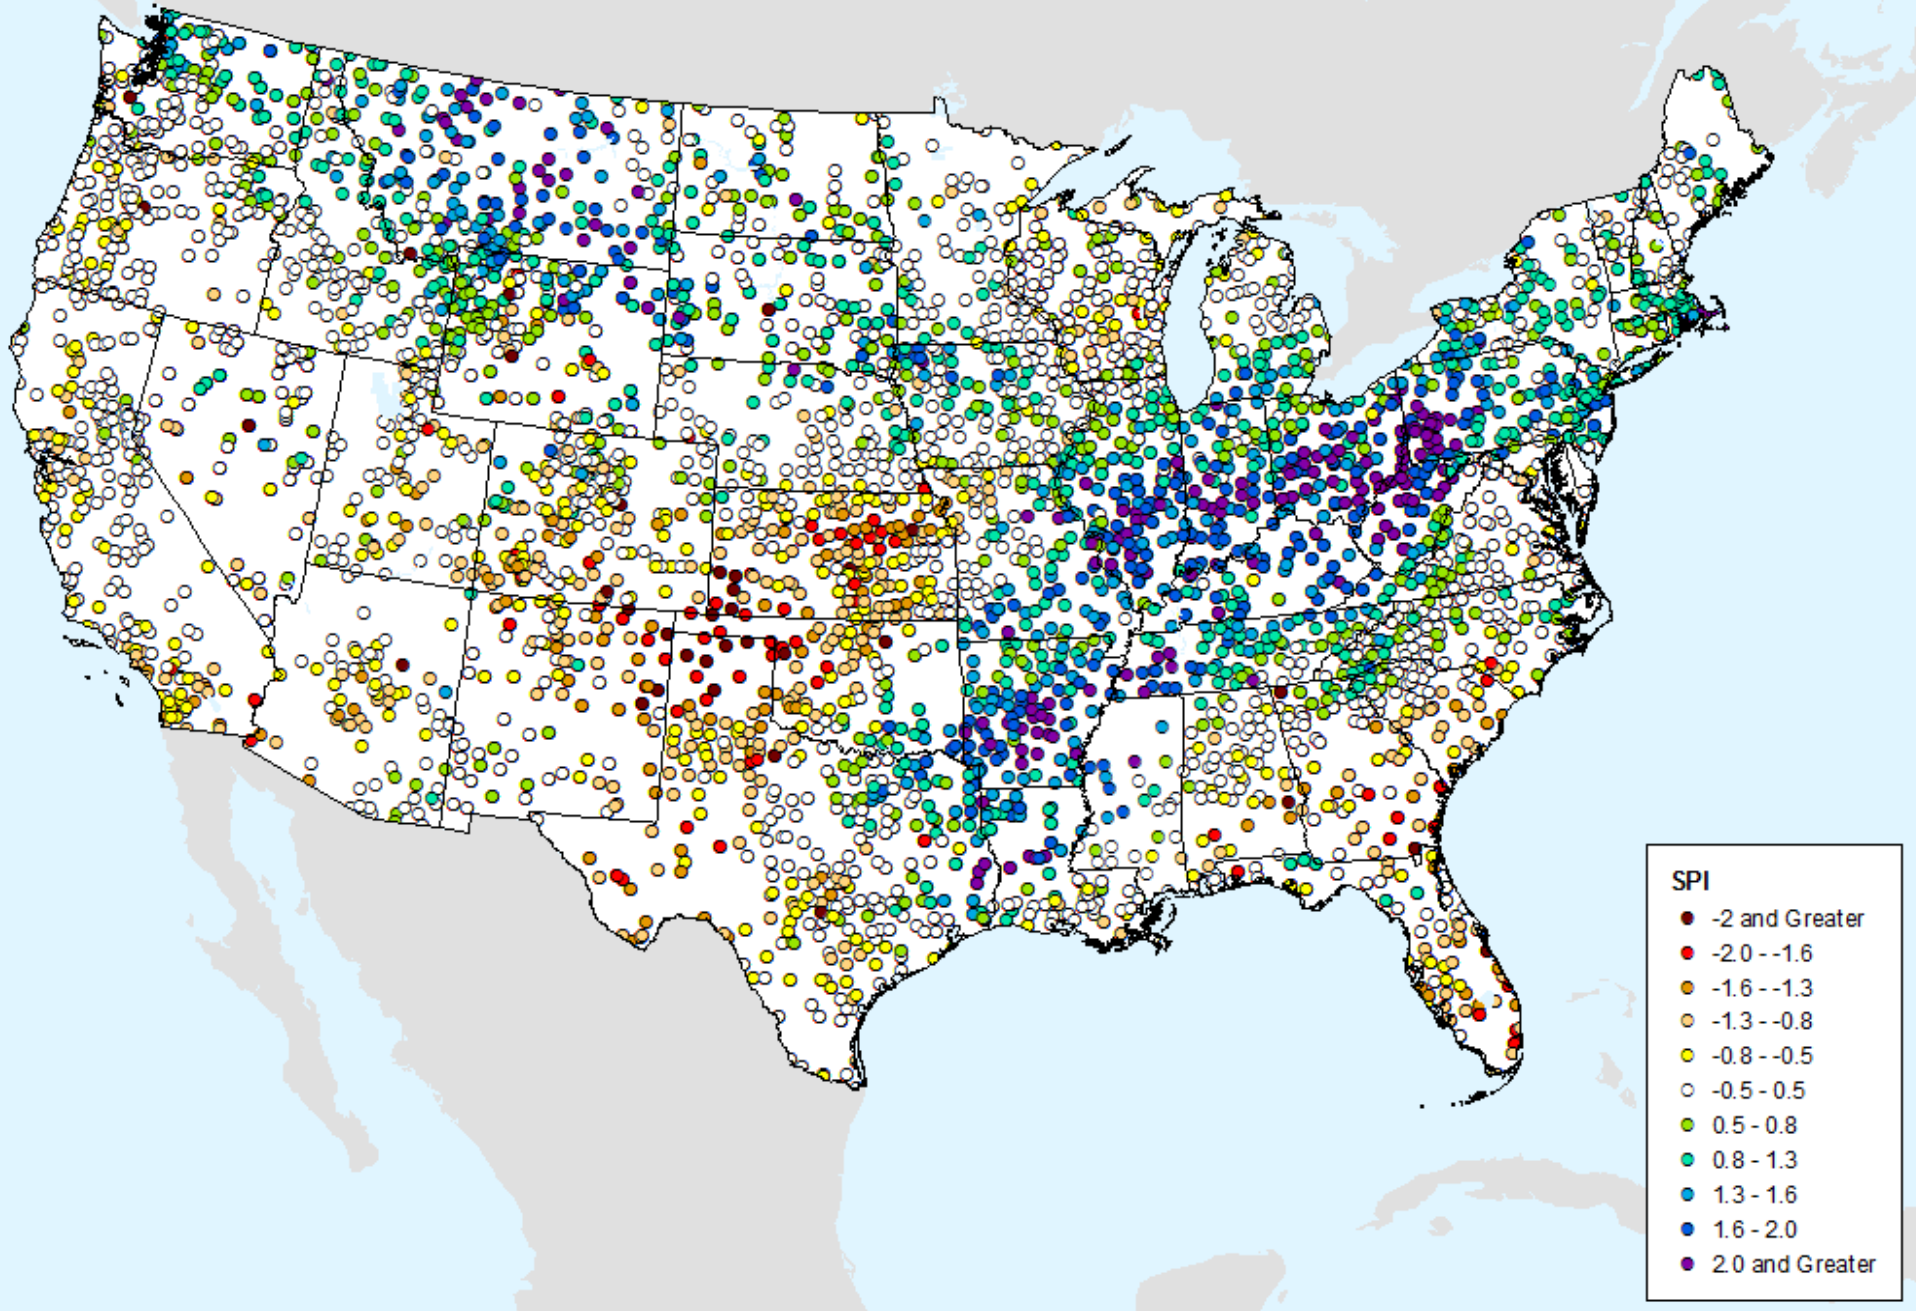 SPI
-2 and Greater
-2.0 - -1.6
-1.6 - -1.3
-1.3 - -0.8
-0.8 - -0.5
-0.5 - 0.5
0.5 - 0.8
0.8 - 1.3
1.3 - 1.6
1.6 - 2.0
2.0 and Greater